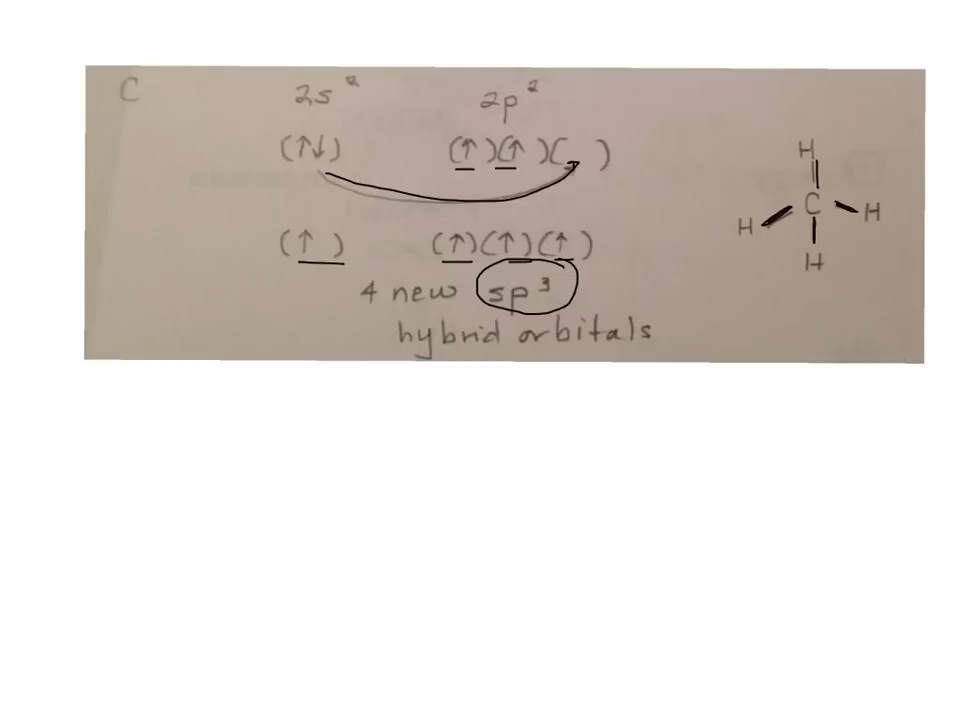 C
2s² 2p²
(↑↓) (↑)(↑)( )
(↑) (↑)(↑)(↑)
4 new sp³
hybrid orbitals
H
H C H
H